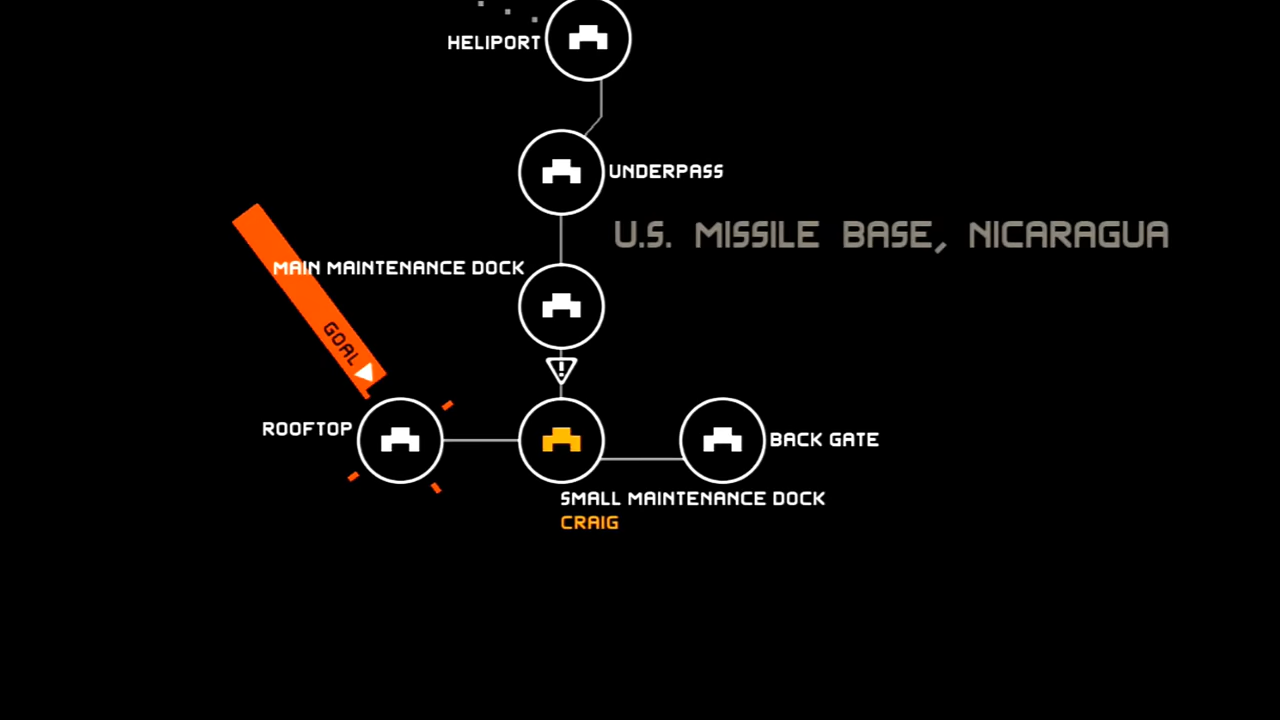 HELIPORT
UNDERPASS
U.S. MISSILE BASE, NICARAGUA
MAIN MAINTENANCE DOCK
GOAL
ROOFTOP
BACK GATE
SMALL MAINTENANCE DOCK
CRAIG